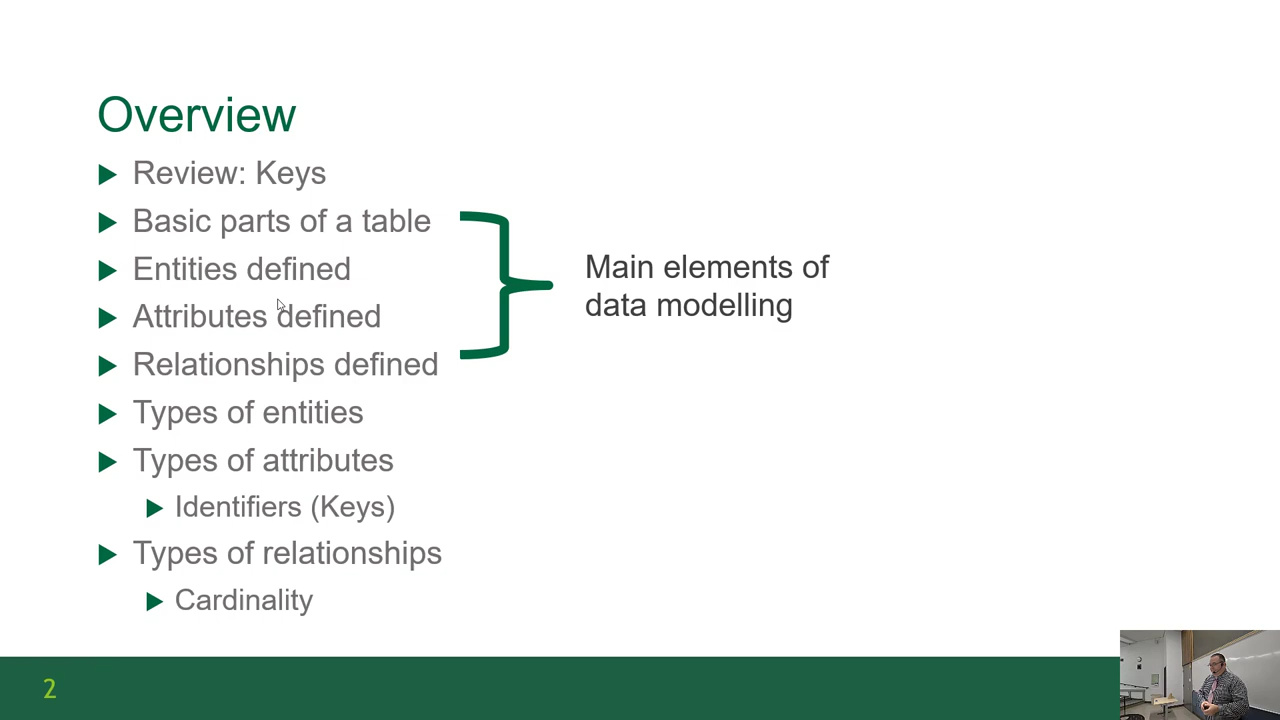 Overview
Review: Keys
Basic parts of a table
Entities defined
Attributes defined
Relationships defined
Types of entities
Types of attributes
Identifiers (Keys)
Types of relationships
Cardinality
Main elements of
data modelling
2